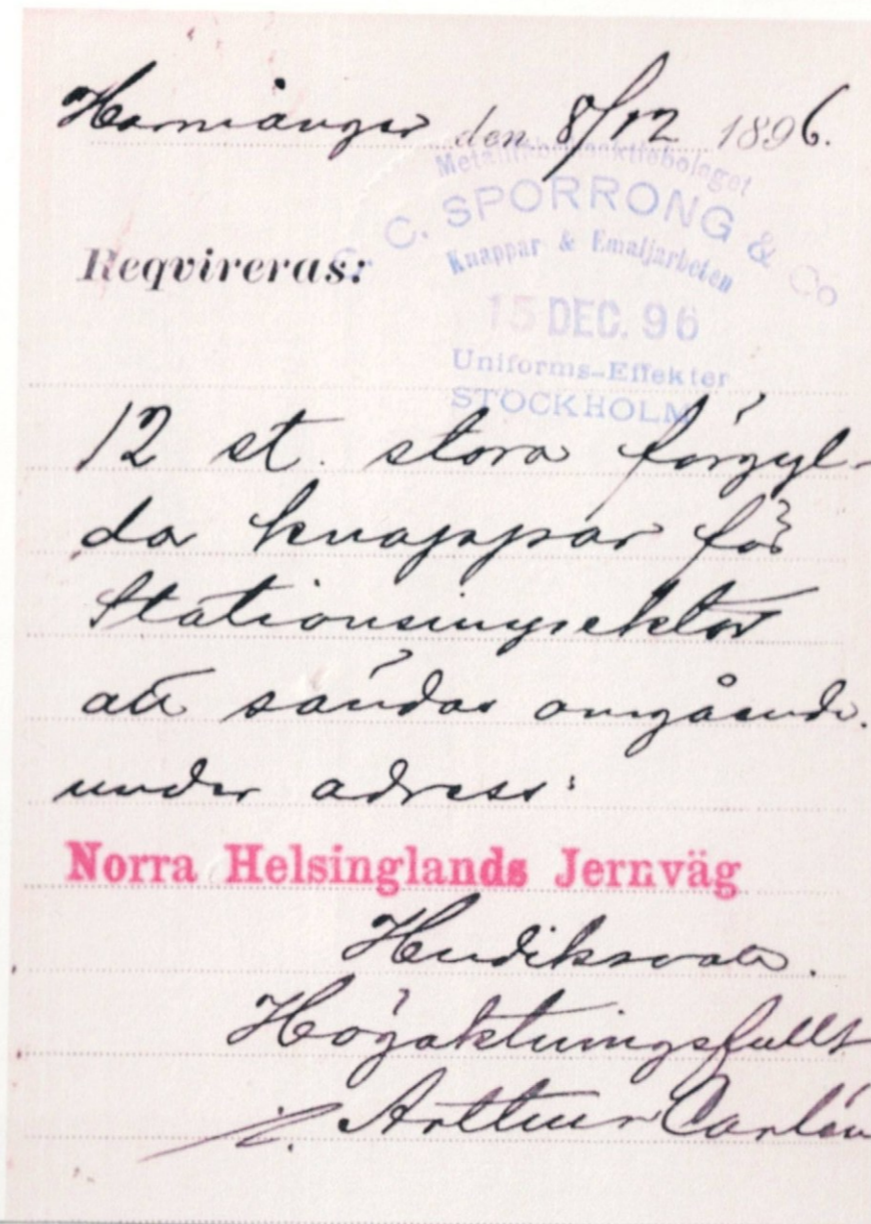 Harmånger den 8/12 1896.
Metallfabriksaktiebolaget
C. C. SPORRONG & Co
Knappar & Emaljarbeten
15 DEC. 96
Uniforms-Effekter
STOCKHOLM
Reqvireras:
12 st. stora förgyl-
da knappar för
Stationsinspektor
att sändas omgående.
under adress:
Norra Helsinglands Jernväg
Hudiksvall.
Högaktningsfullt
Arthur Carlén